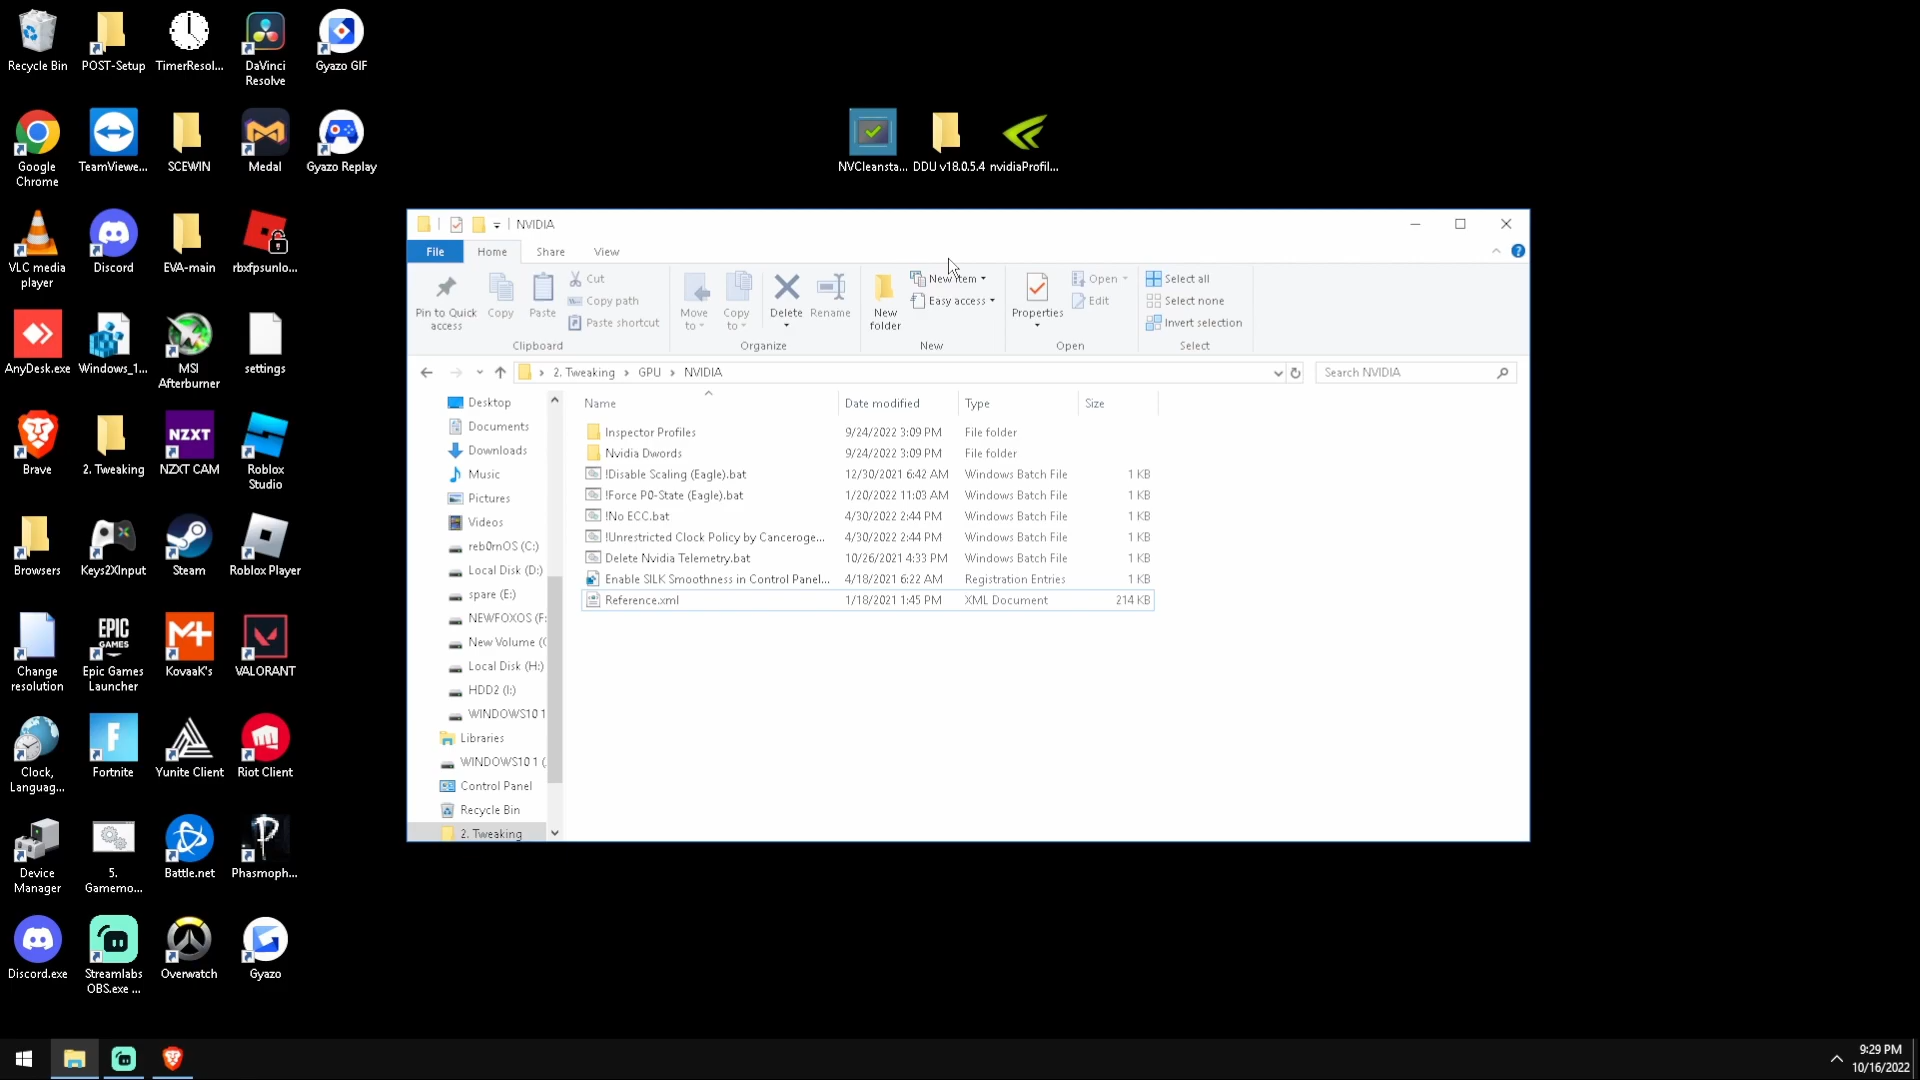 Recycle Bin
POST-Setup
TimerResol...
DaVinci
Resolve
Gyazo GIF
Google
Chrome
TeamViewe...
SCEWIN
Medal
Gyazo Replay
NVCleansta...
DDU v18.0.5.4
nvidiaProfil...
VLC media
player
Discord
EVA-main
rbxfpsunlo...
AnyDesk.exe
Windows_1...
MSI
Afterburner
settings
Brave
2. Tweaking
NZXT
NZXT CAM
Roblox
Studio
Browsers
Keys2XInput
Steam
Roblox Player
Change
resolution
EPIC
GAMES
Epic Games
Launcher
KovaaK's
VALORANT
Clock,
Languag...
Fortnite
Yunite Client
Riot Client
Device
Manager
5.
Gamemo...
Battle.net
Phasmoph...
Discord.exe
Streamlabs
OBS.exe ...
Overwatch
Gyazo
NVIDIA
File Home Share View
Pin to Quick
access
Copy
Paste
Cut
Copy path
Paste shortcut
Clipboard
Move
to
Copy
to
Delete
Rename
Organize
New
folder
New item
Easy access
New
Properties
Open
Edit
Open
Select all
Select none
Invert selection
Select
2. Tweaking > GPU > NVIDIA
Search NVIDIA
Desktop
Documents
Downloads
Music
Pictures
Videos
reb0rnOS (C:)
Local Disk (D:)
spare (E:)
NEWFOXOS (F:
New Volume (
Local Disk (H:)
HDD2 (I:)
WINDOWS10 1
Libraries
WINDOWS10 1 (
Control Panel
Recycle Bin
2. Tweaking
Name Date modified Type Size
Inspector Profiles 9/24/2022 3:09 PM File folder
Nvidia Dwords 9/24/2022 3:09 PM File folder
!Disable Scaling (Eagle).bat 12/30/2021 6:42 AM Windows Batch File 1 KB
!Force P0-State (Eagle).bat 1/20/2022 11:03 AM Windows Batch File 1 KB
!No ECC.bat 4/30/2022 2:44 PM Windows Batch File 1 KB
!Unrestricted Clock Policy by Canceroge... 4/30/2022 2:44 PM Windows Batch File 1 KB
Delete Nvidia Telemetry.bat 10/26/2021 4:33 PM Windows Batch File 1 KB
Enable SILK Smoothness in Control Panel... 4/18/2021 6:22 AM Registration Entries 1 KB
Reference.xml 1/18/2021 1:45 PM XML Document 214 KB
9:29 PM
10/16/2022